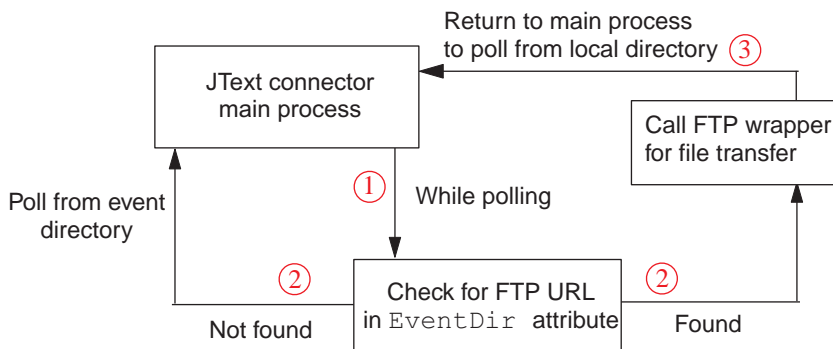 Return to main process
to poll from local directory ③
JText connector
main process
Call FTP wrapper
for file transfer
①
While polling
Poll from event
directory
②
Check for FTP URL
in EventDir attribute
②
Not found
Found